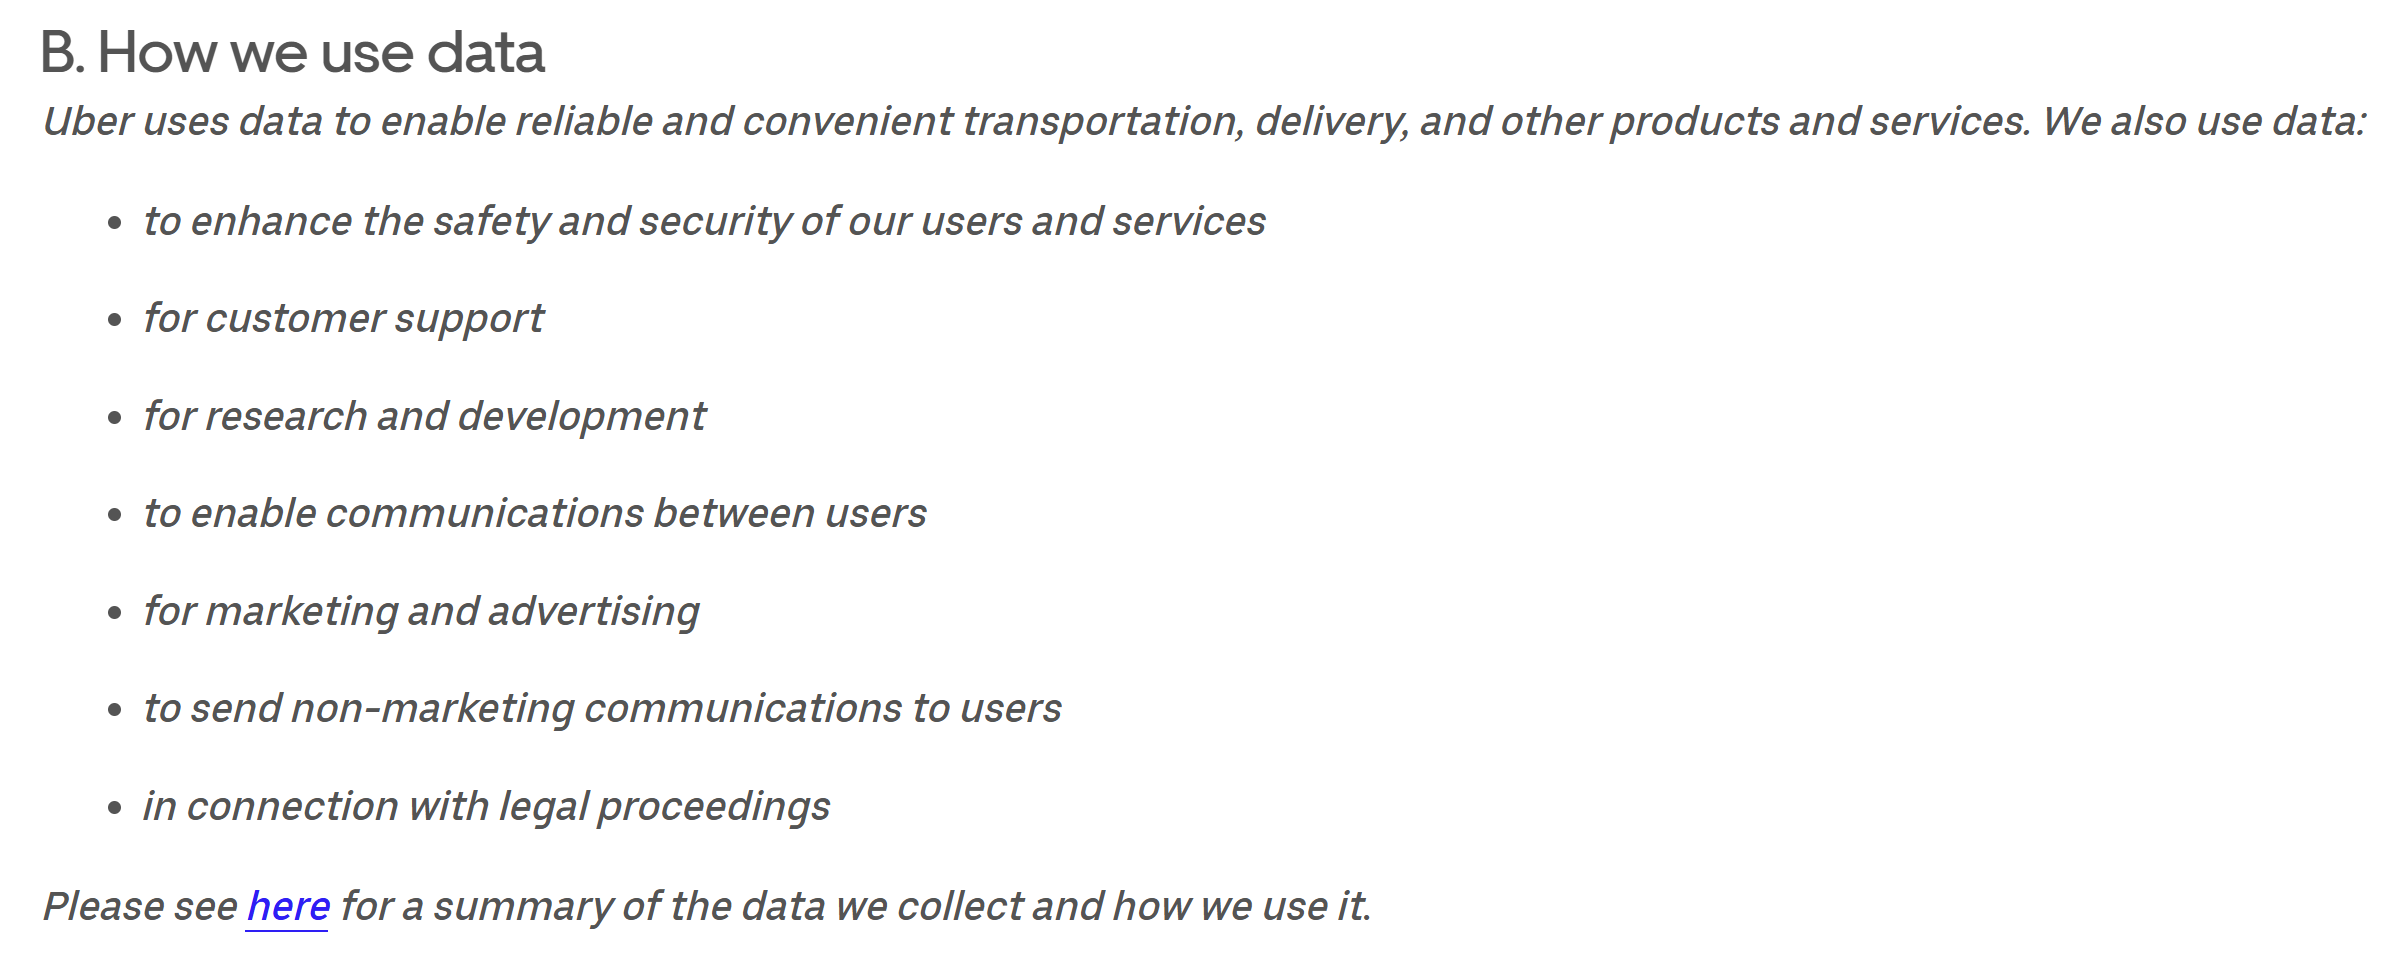 B. How we use data
Uber uses data to enable reliable and convenient transportation, delivery, and other products and services. We also use data:
• to enhance the safety and security of our users and services
• for customer support
• for research and development
• to enable communications between users
• for marketing and advertising
• to send non-marketing communications to users
• in connection with legal proceedings
Please see here for a summary of the data we collect and how we use it.